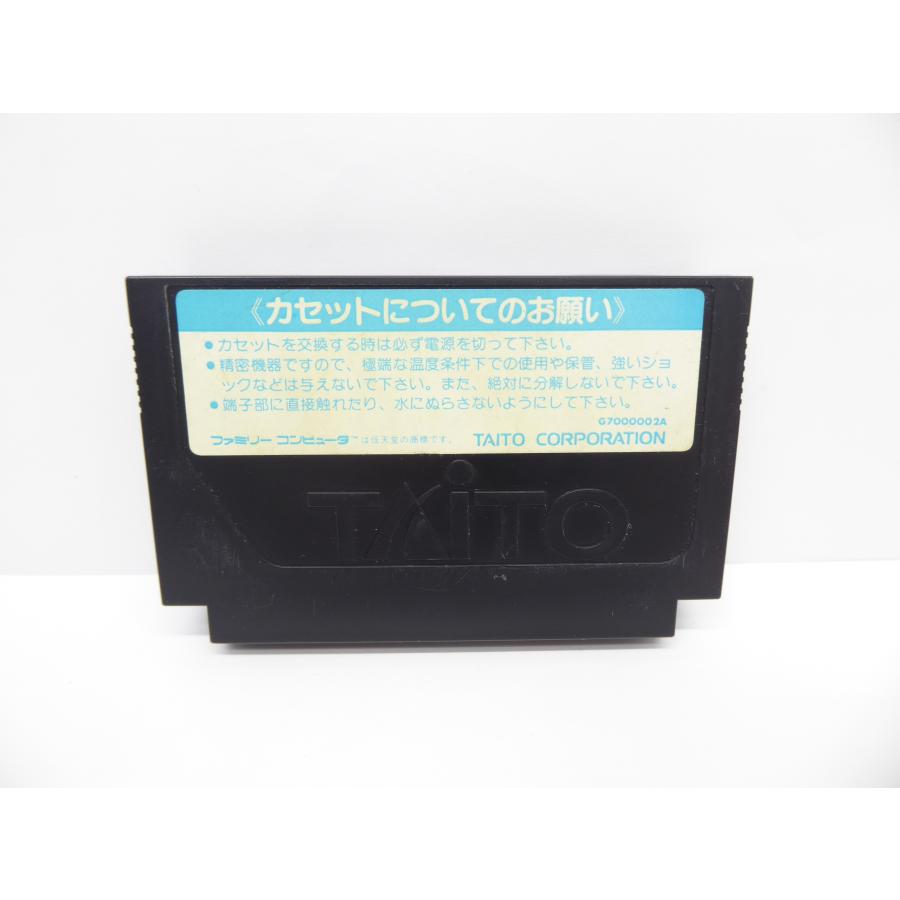 《カセットについてのお願い》
● カセットを交換する時は必ず電源を切って下さい。
● 精密機器ですので、極端な温度条件下での使用や保管、強いショ
ックなどは与えないで下さい。また、絶対に分解しないで下さい。
● 端子部に直接触れたり、水にぬらさないようにして下さい。
G7000002A
ファミリー コンピュータ™は任天堂の商標です。 TAITO CORPORATION
TAITO